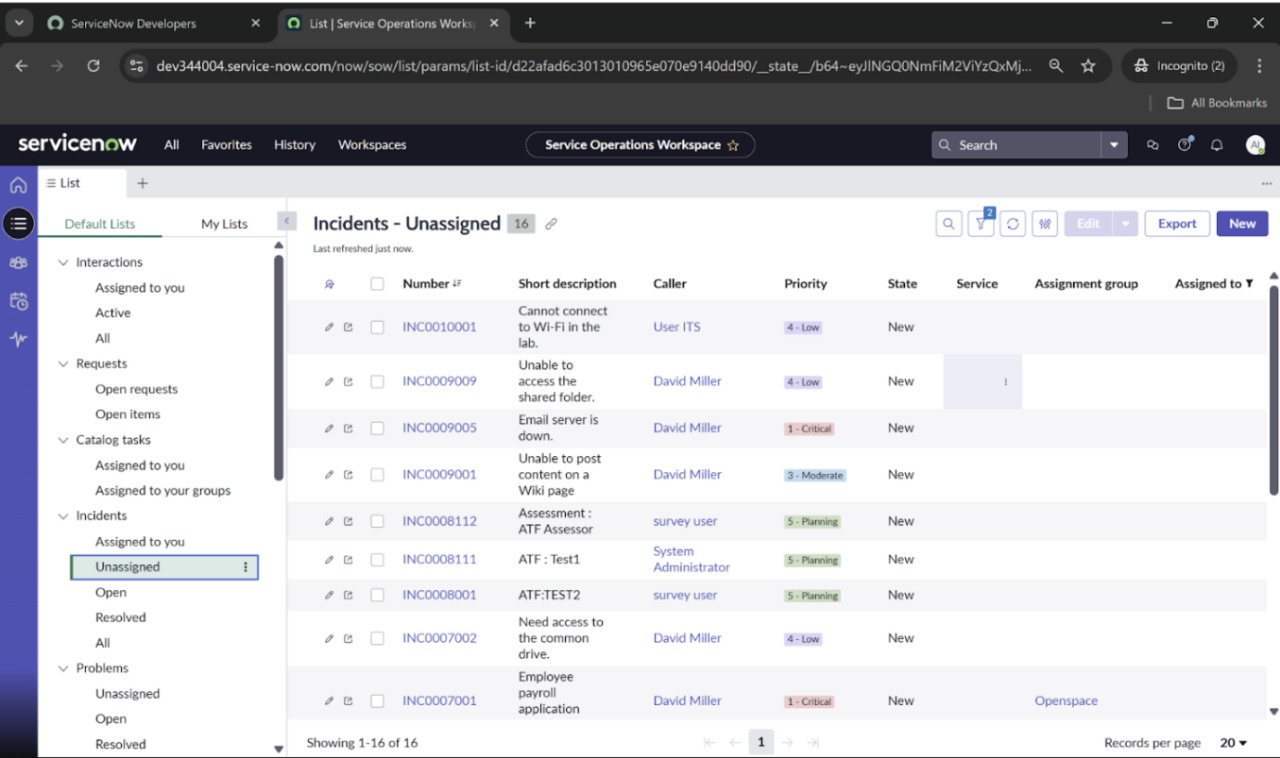 ServiceNow Developers
List | Service Operations Works
dev344004.service-now.com/now/sow/list/params/list-id/d22afad6c3013010965e070e9140dd90/__state__/b64~eyJlNGQ0NmFiM2ViYzQxMj...
Incognito (2)
All Bookmarks
servicenow All Favorites History Workspaces Service Operations Workspace Search AI
List
Default Lists My Lists
Interactions
Assigned to you
Active
All
Requests
Open requests
Open items
Catalog tasks
Assigned to you
Assigned to your groups
Incidents
Assigned to you
Unassigned
Open
Resolved
All
Problems
Unassigned
Open
Resolved
Incidents - Unassigned 16
Last refreshed just now.
2
Edit Export New
Number Short description Caller Priority State Service Assignment group Assigned to
INC0010001 Cannot connect to Wi-Fi in the lab. User ITS 4 - Low New
INC0009009 Unable to access the shared folder. David Miller 4 - Low New
INC0009005 Email server is down. David Miller 1 - Critical New
INC0009001 Unable to post content on a Wiki page David Miller 3 - Moderate New
INC0008112 Assessment : ATF Assessor survey user 5 - Planning New
INC0008111 ATF : Test1 System Administrator 5 - Planning New
INC0008001 ATF:TEST2 survey user 5 - Planning New
INC0007002 Need access to the common drive. David Miller 4 - Low New
INC0007001 Employee payroll application David Miller 1 - Critical New Openspace
Showing 1-16 of 16
1
Records per page 20